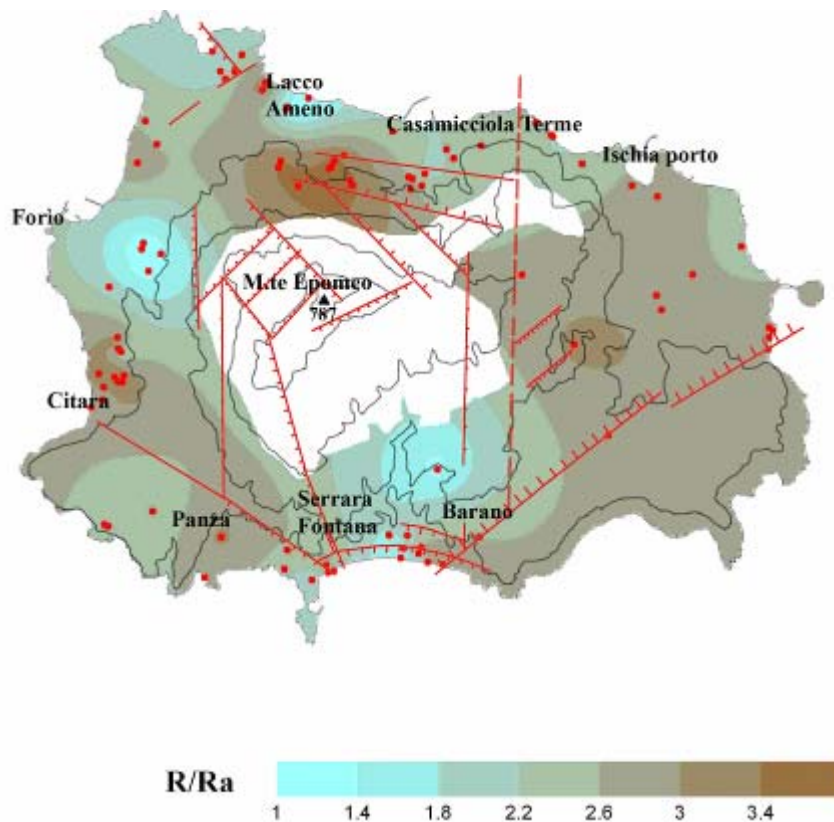 Lacco
Ameno
Casamicciola Terme
Ischia porto
Forio
M.te Epomeo
787
Citara
Panza
Serrara
Fontana
Barano
R/Ra
1 1.4 1.8 2.2 2.6 3 3.4